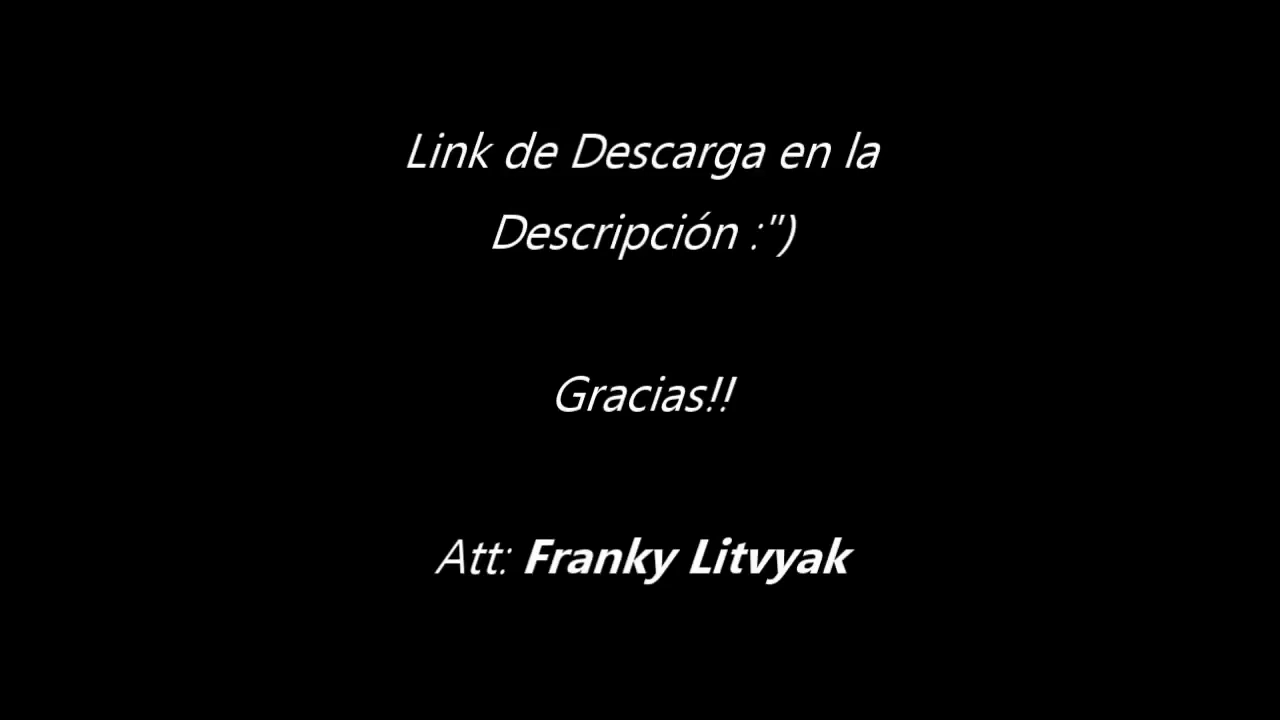 Link de Descarga en la
Descripción :")
Gracias!!
Att: Franky Litvyak